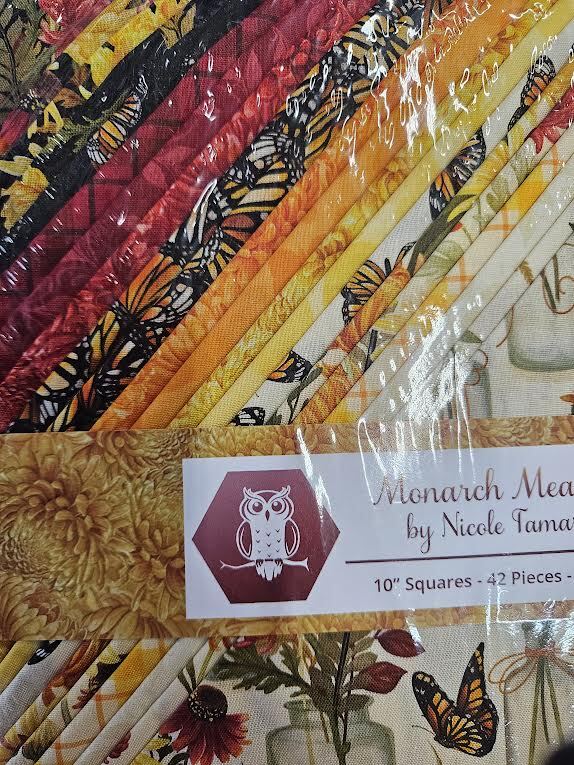 Monarch Mea
by Nicole Tamar
10” Squares - 42 Pieces -